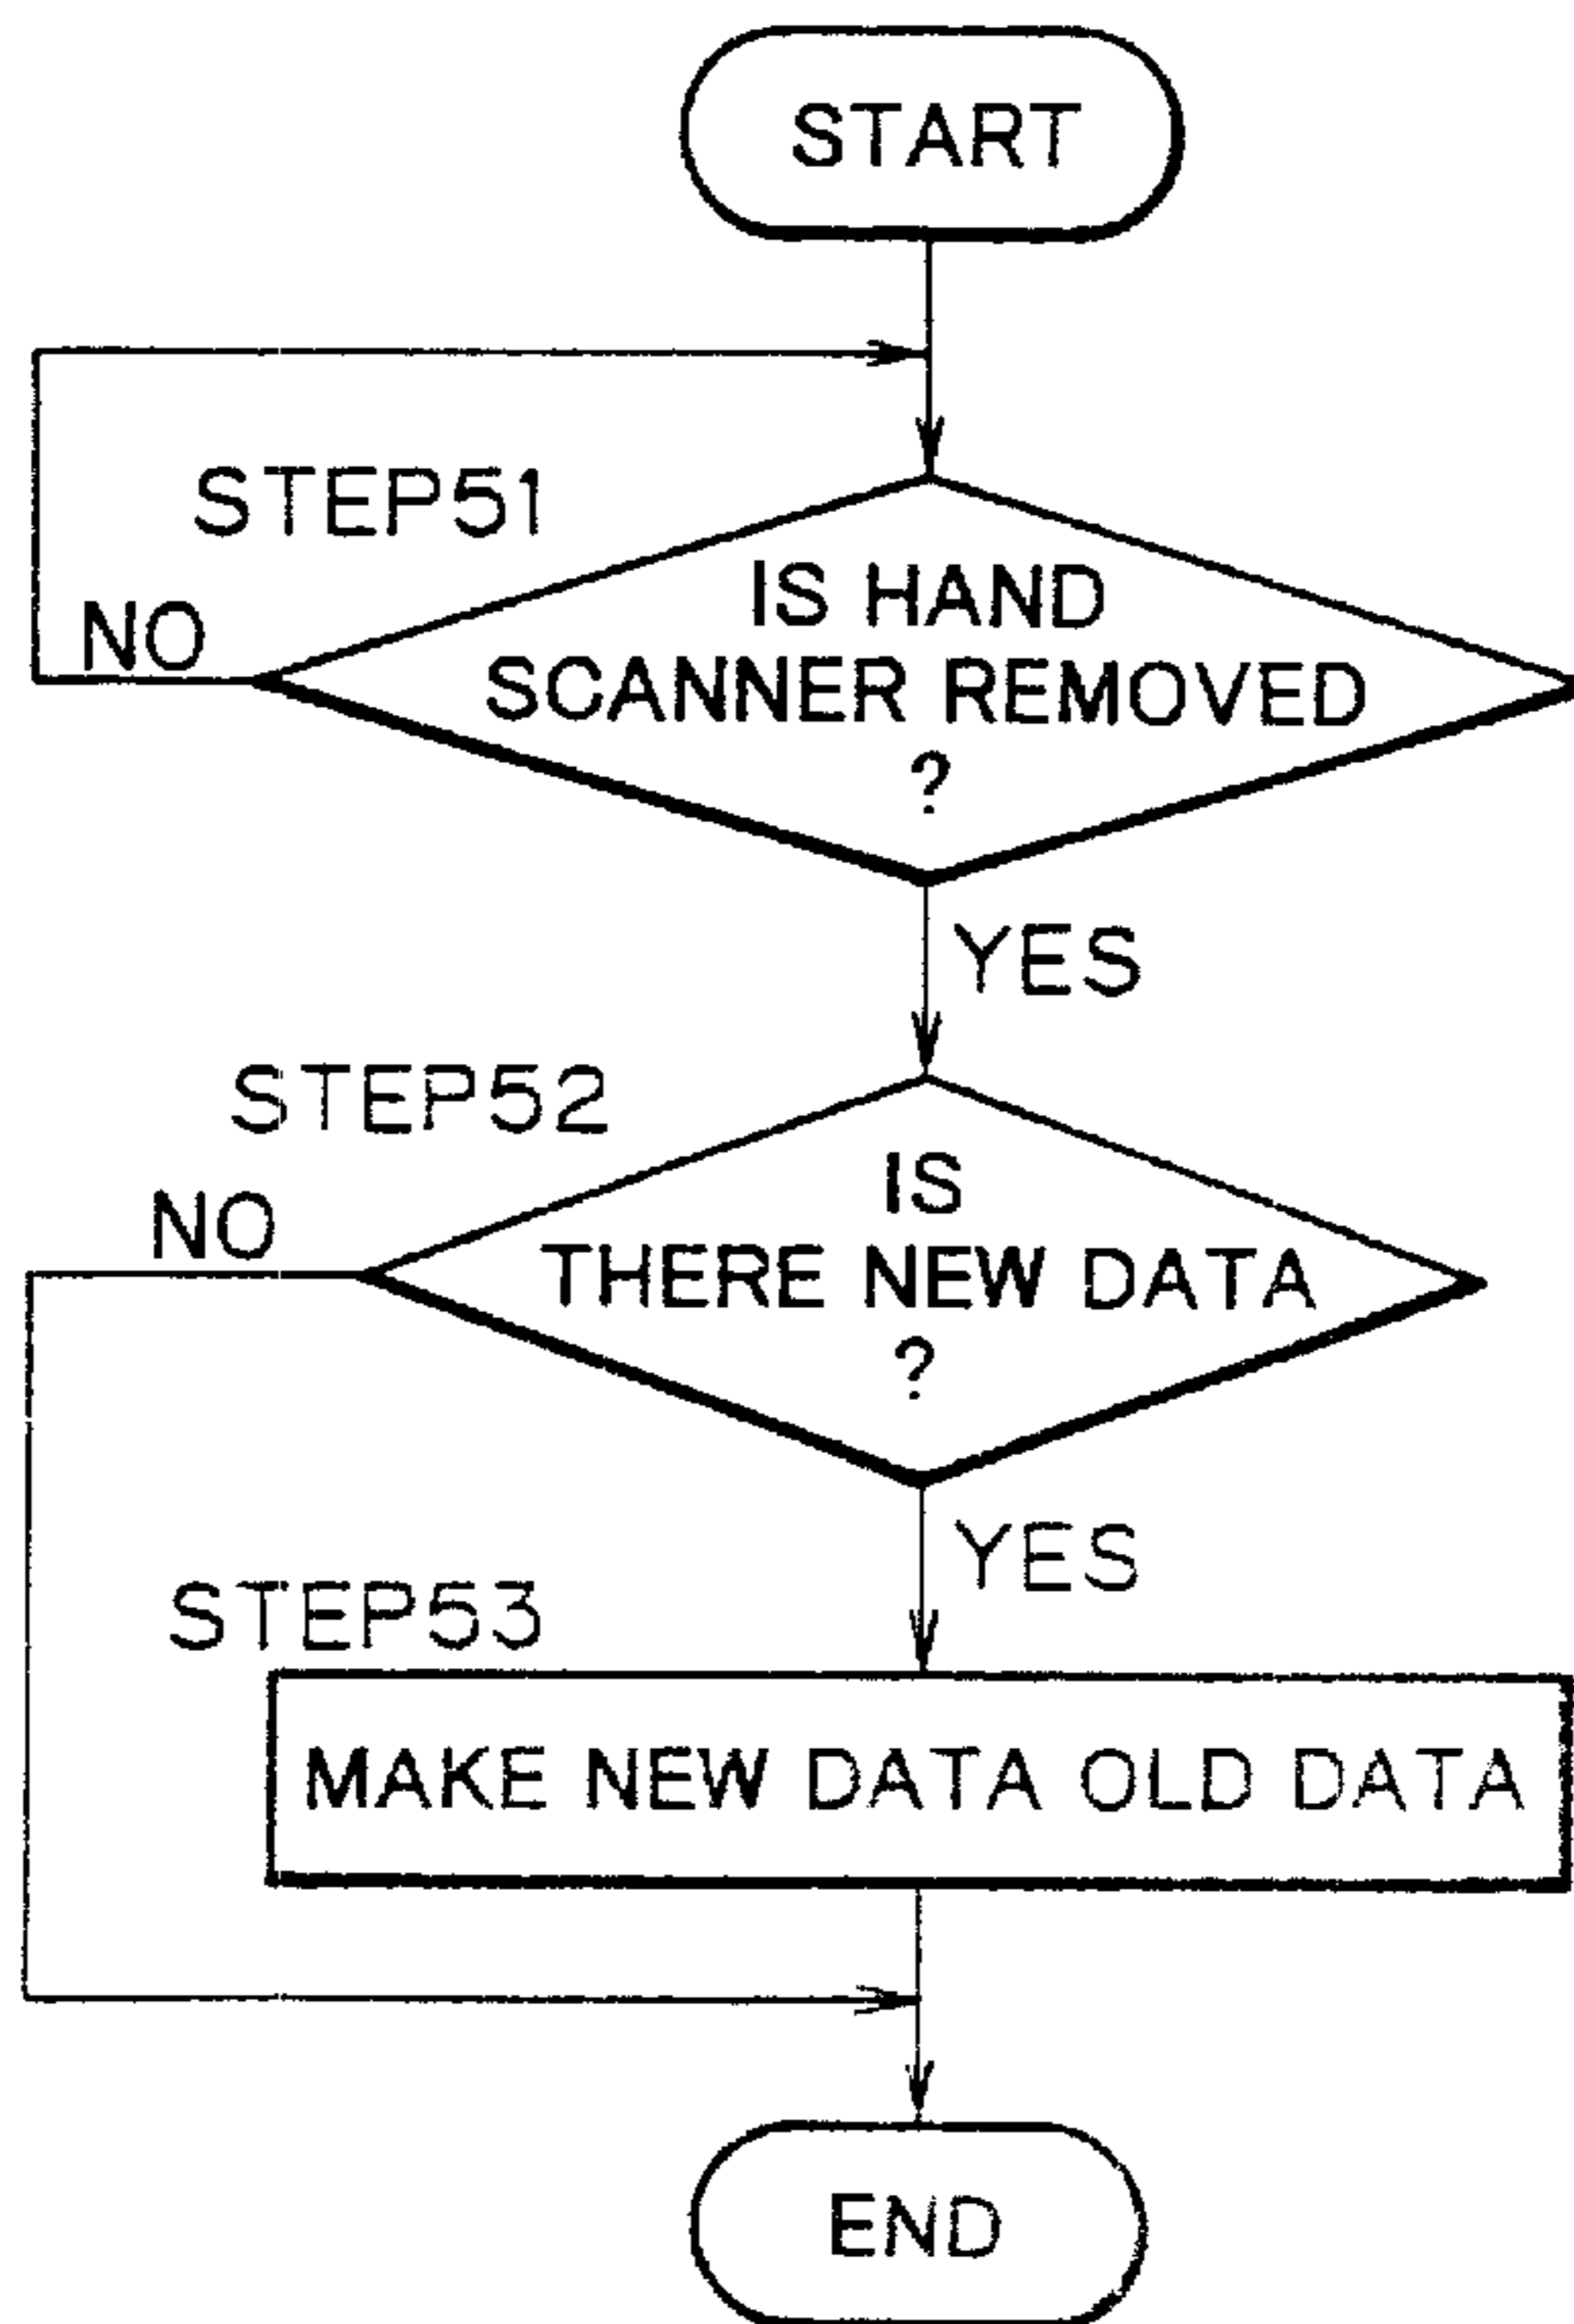 START
STEP51
NO
IS HAND
SCANNER REMOVED
?
YES
STEP52
NO
IS
THERE NEW DATA
?
YES
STEP53
MAKE NEW DATA OLD DATA
END